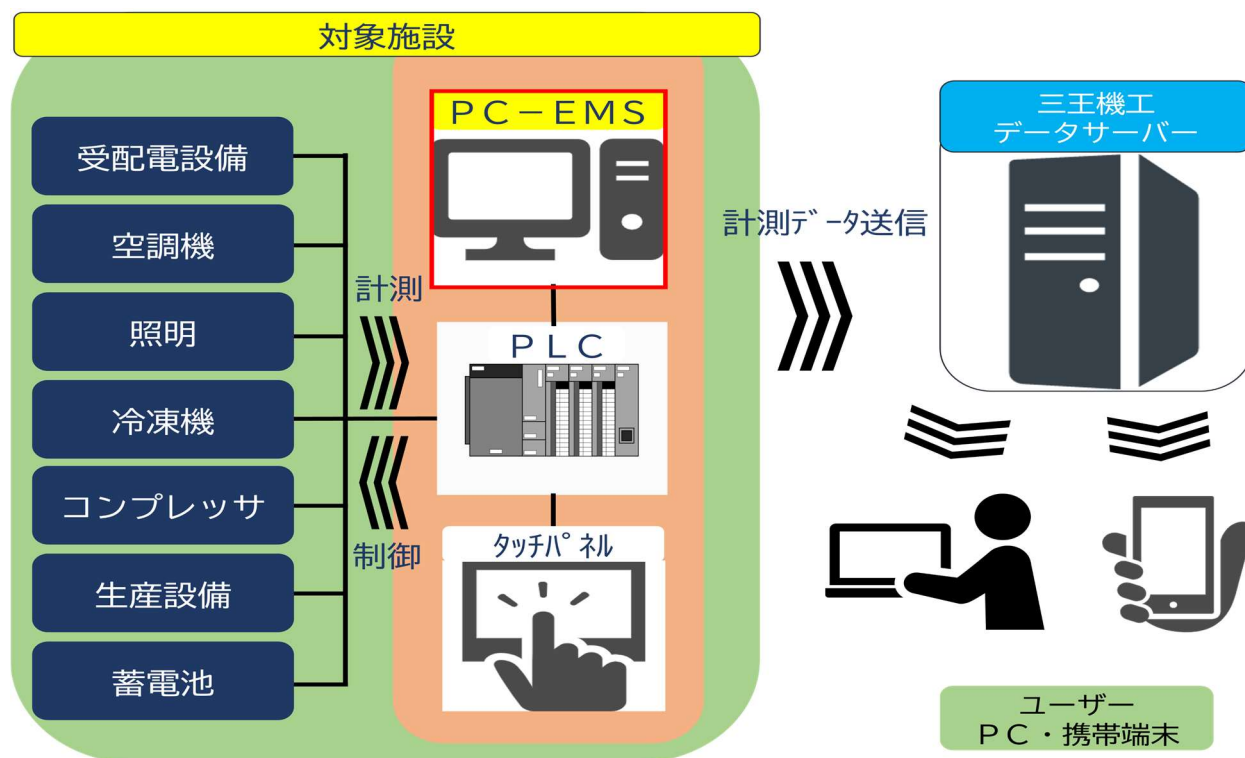 対象施設
受配電設備
空調機
照明
冷凍機
コンプレッサ
生産設備
蓄電池
計測
制御
PC−EMS
PLC
ﾀｯﾁﾊﾟﾈﾙ
計測ﾃﾞｰﾀ送信
三王機工
データサーバー
ユーザー
PC・携帯端末